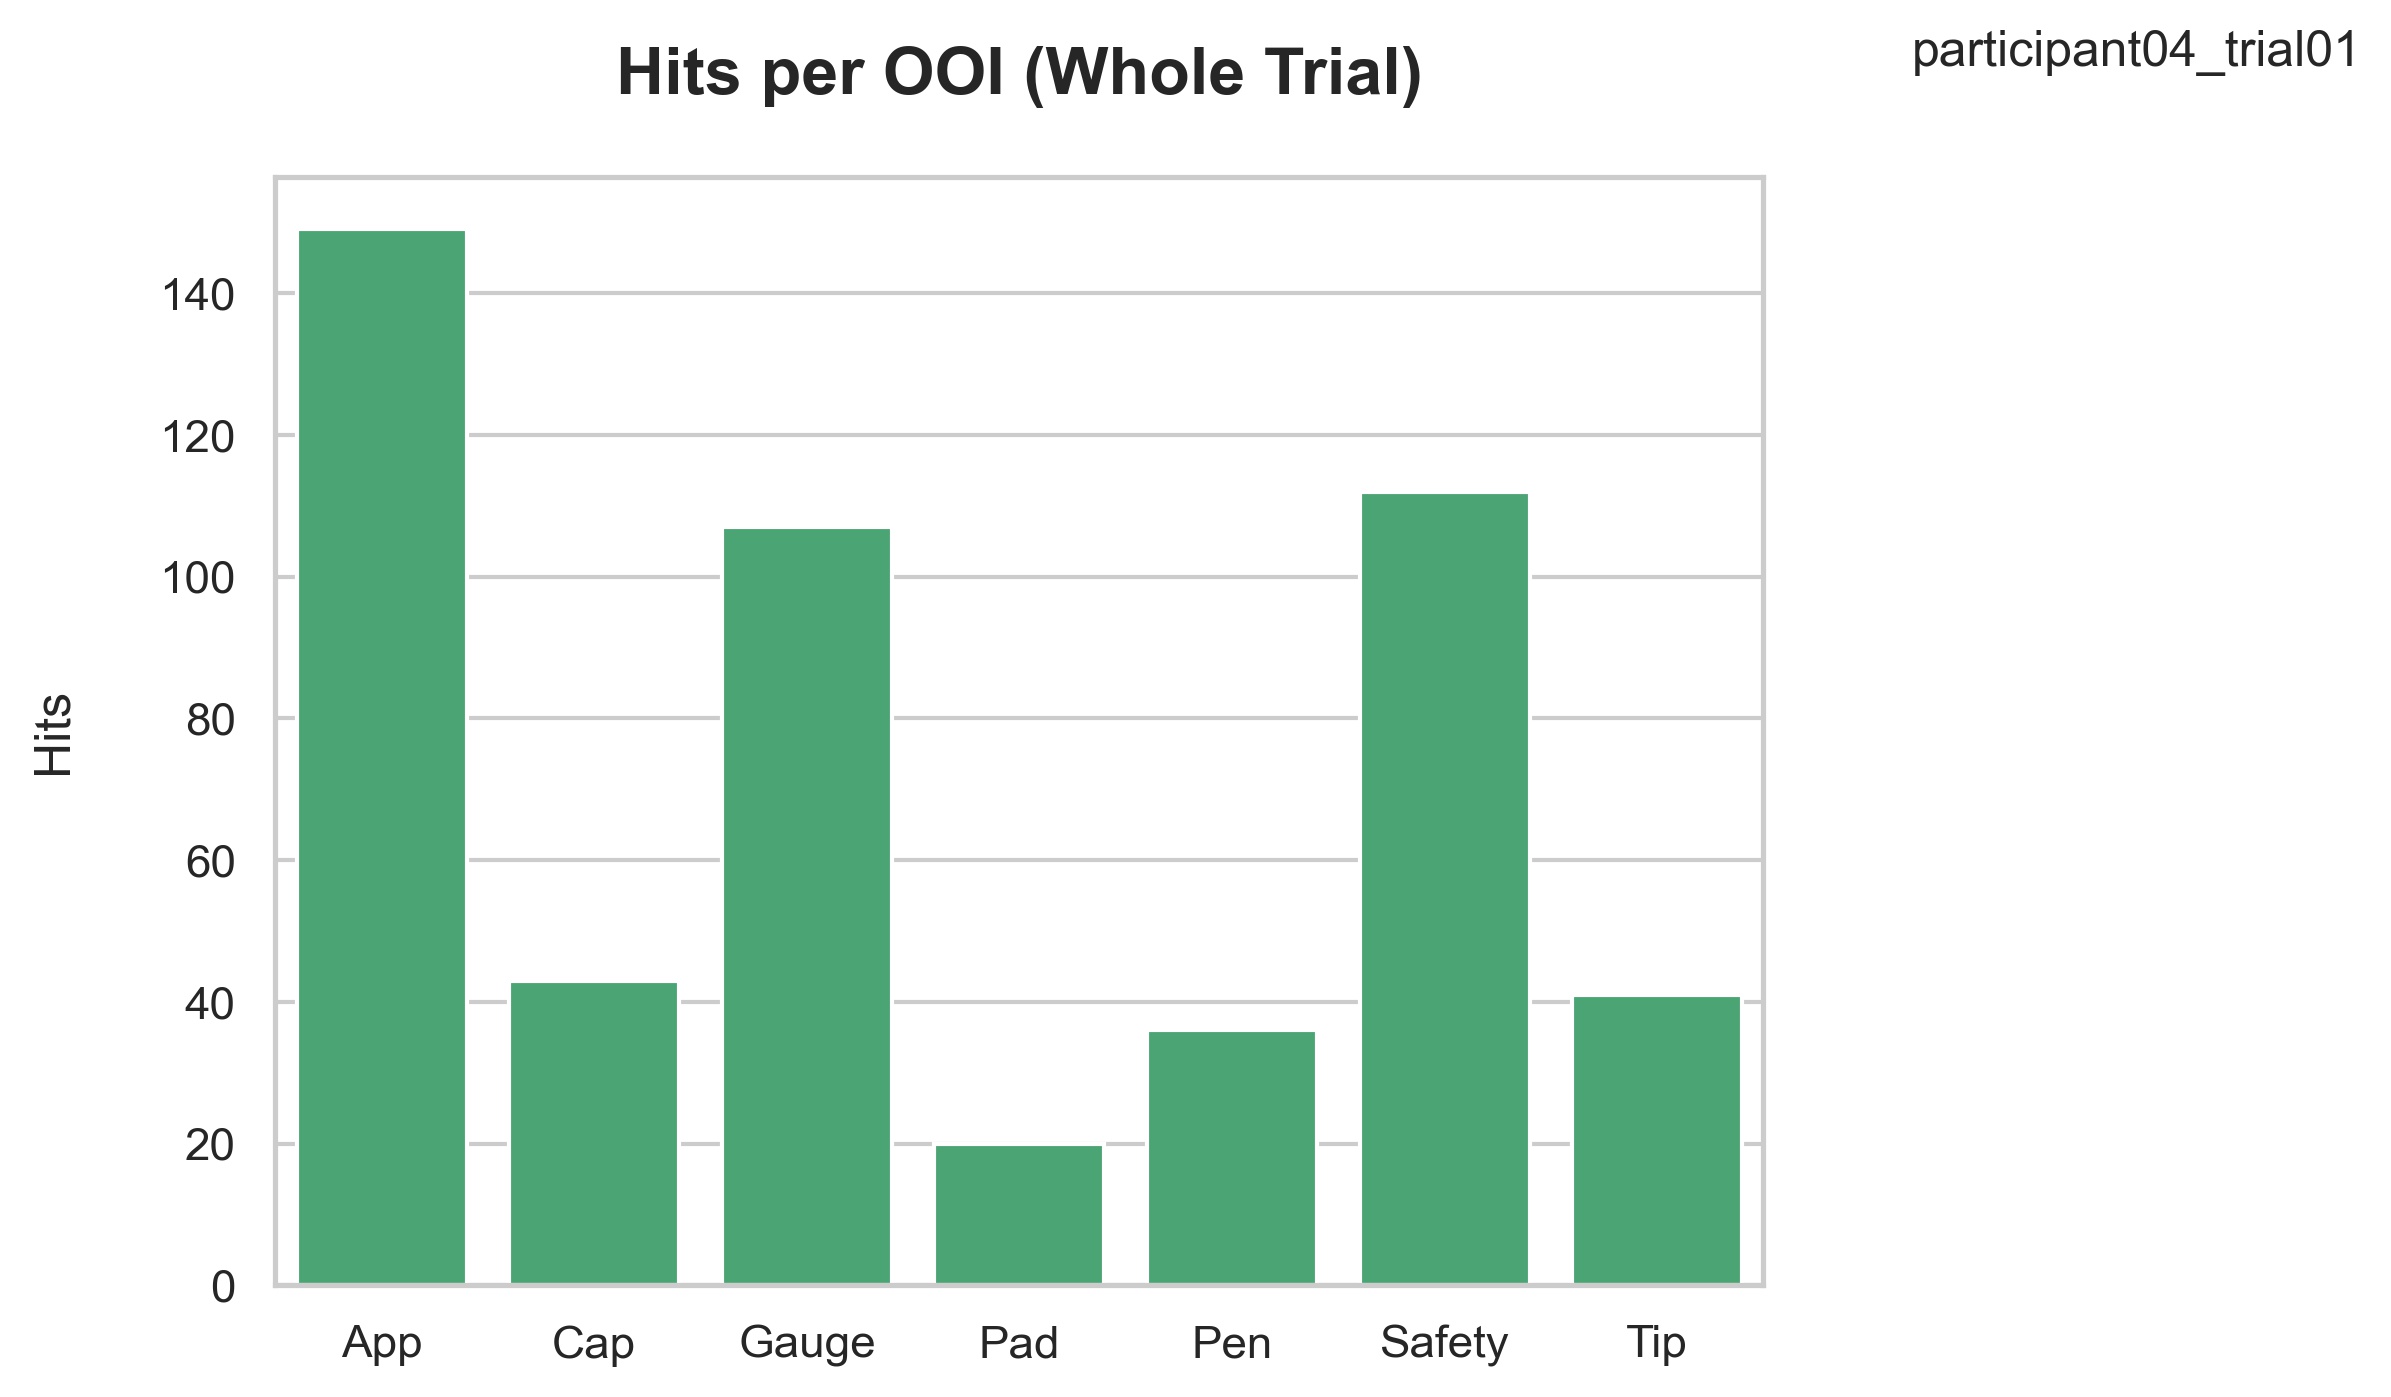 participant04_trial01
Hits per OOI (Whole Trial)
Hits
140
120
100
80
60
40
20
0
App Cap Gauge Pad Pen Safety Tip